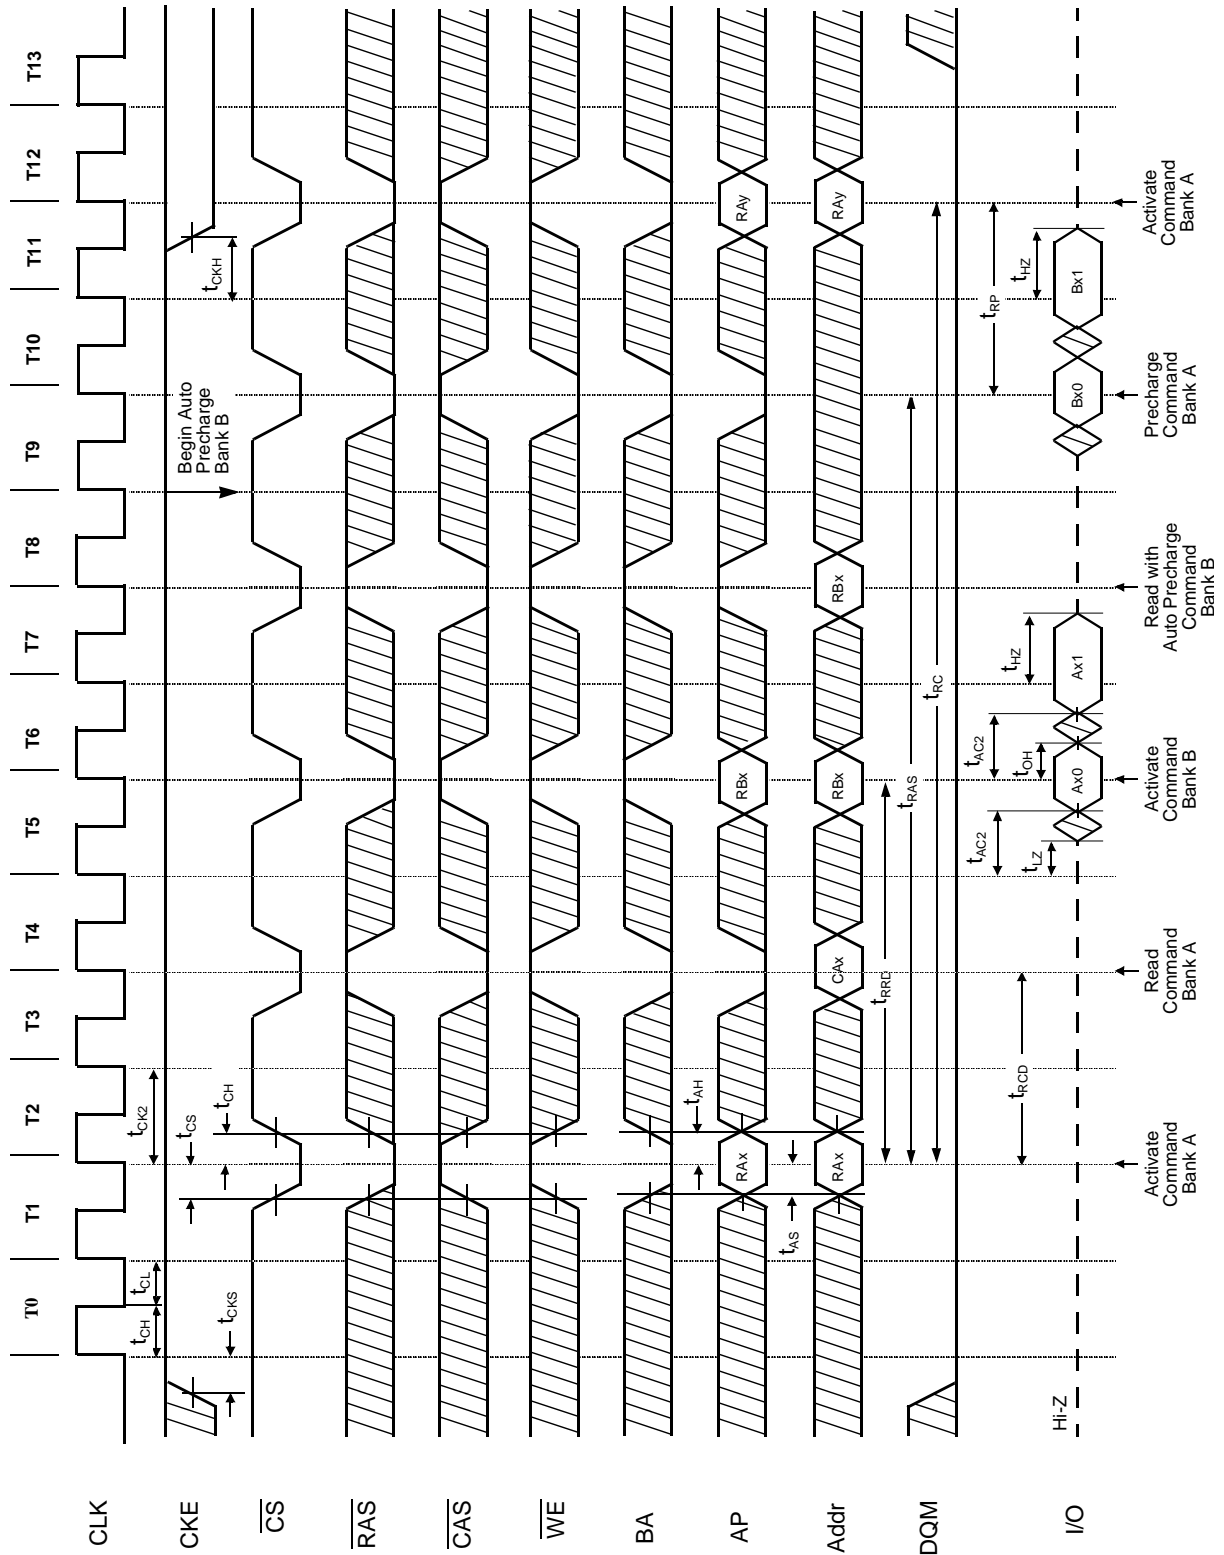 T0 T1 T2 T3 T4 T5 T6 T7 T8 T9 T10 T11 T12 T13
CLK
tCH tCL tCK2
CKE
tCKS tCS tCH
Begin Auto
Precharge
Bank B
tCKH
CS
RAS
CAS
WE
BA
tAH
AP
RAx RBx RAy
tAS
Addr
RAx CAx RBx RBx RAy
tRRD
tRAS
tRC
DQM
tRCD
tAC2 tAC2 tHZ tRP tHZ
tLZ tOH
Hi-Z
I/O
Ax0 Ax1 Bx0 Bx1
Activate
Command
Bank A
Read
Command
Bank A
Activate
Command
Bank B
Read with
Auto Precharge
Command
Bank B
Precharge
Command
Bank A
Activate
Command
Bank A